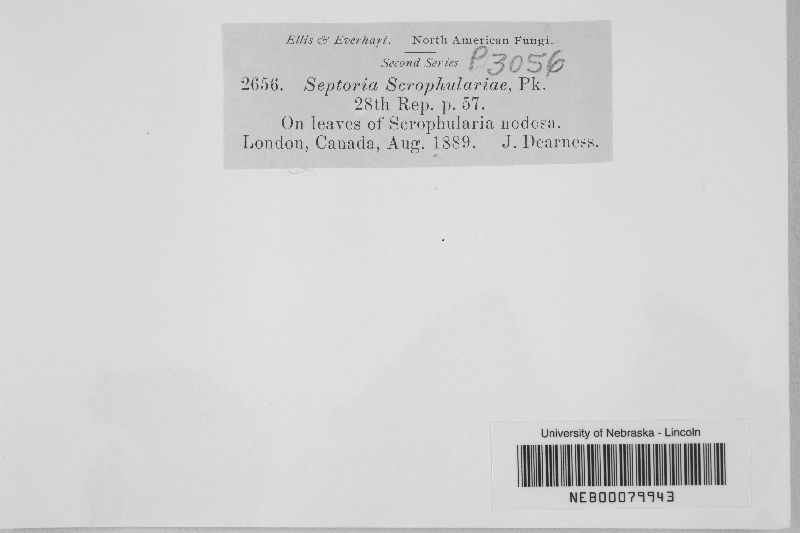 Ellis & Everhart. North American Fungi.
Second Series P3056
2656. Septoria Scrophulariae, Pk.
28th Rep. p. 57.
On leaves of Scrophularia nodosa.
London, Canada, Aug. 1889. J. Dearness.
University of Nebraska - Lincoln
NEB00079943